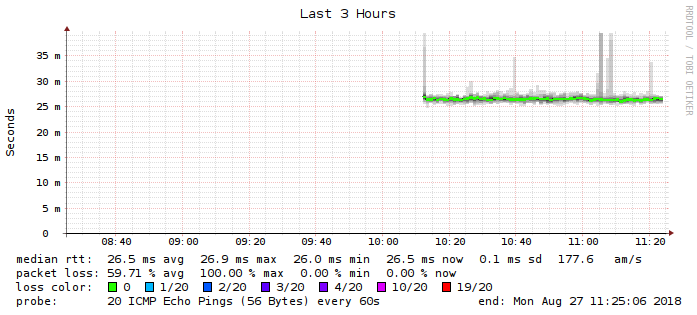 Last 3 Hours
RRDTOOL / TOBI OETIKER
Seconds
35 m
30 m
25 m
20 m
15 m
10 m
5 m
0
08:40 09:00 09:20 09:40 10:00 10:20 10:40 11:00 11:20
median rtt: 26.5 ms avg 26.9 ms max 26.0 ms min 26.5 ms now 0.1 ms sd 177.6 am/s
packet loss: 59.71 % avg 100.00 % max 0.00 % min 0.00 % now
loss color: 0 1/20 2/20 3/20 4/20 10/20 19/20
probe: 20 ICMP Echo Pings (56 Bytes) every 60s end: Mon Aug 27 11:25:06 2018